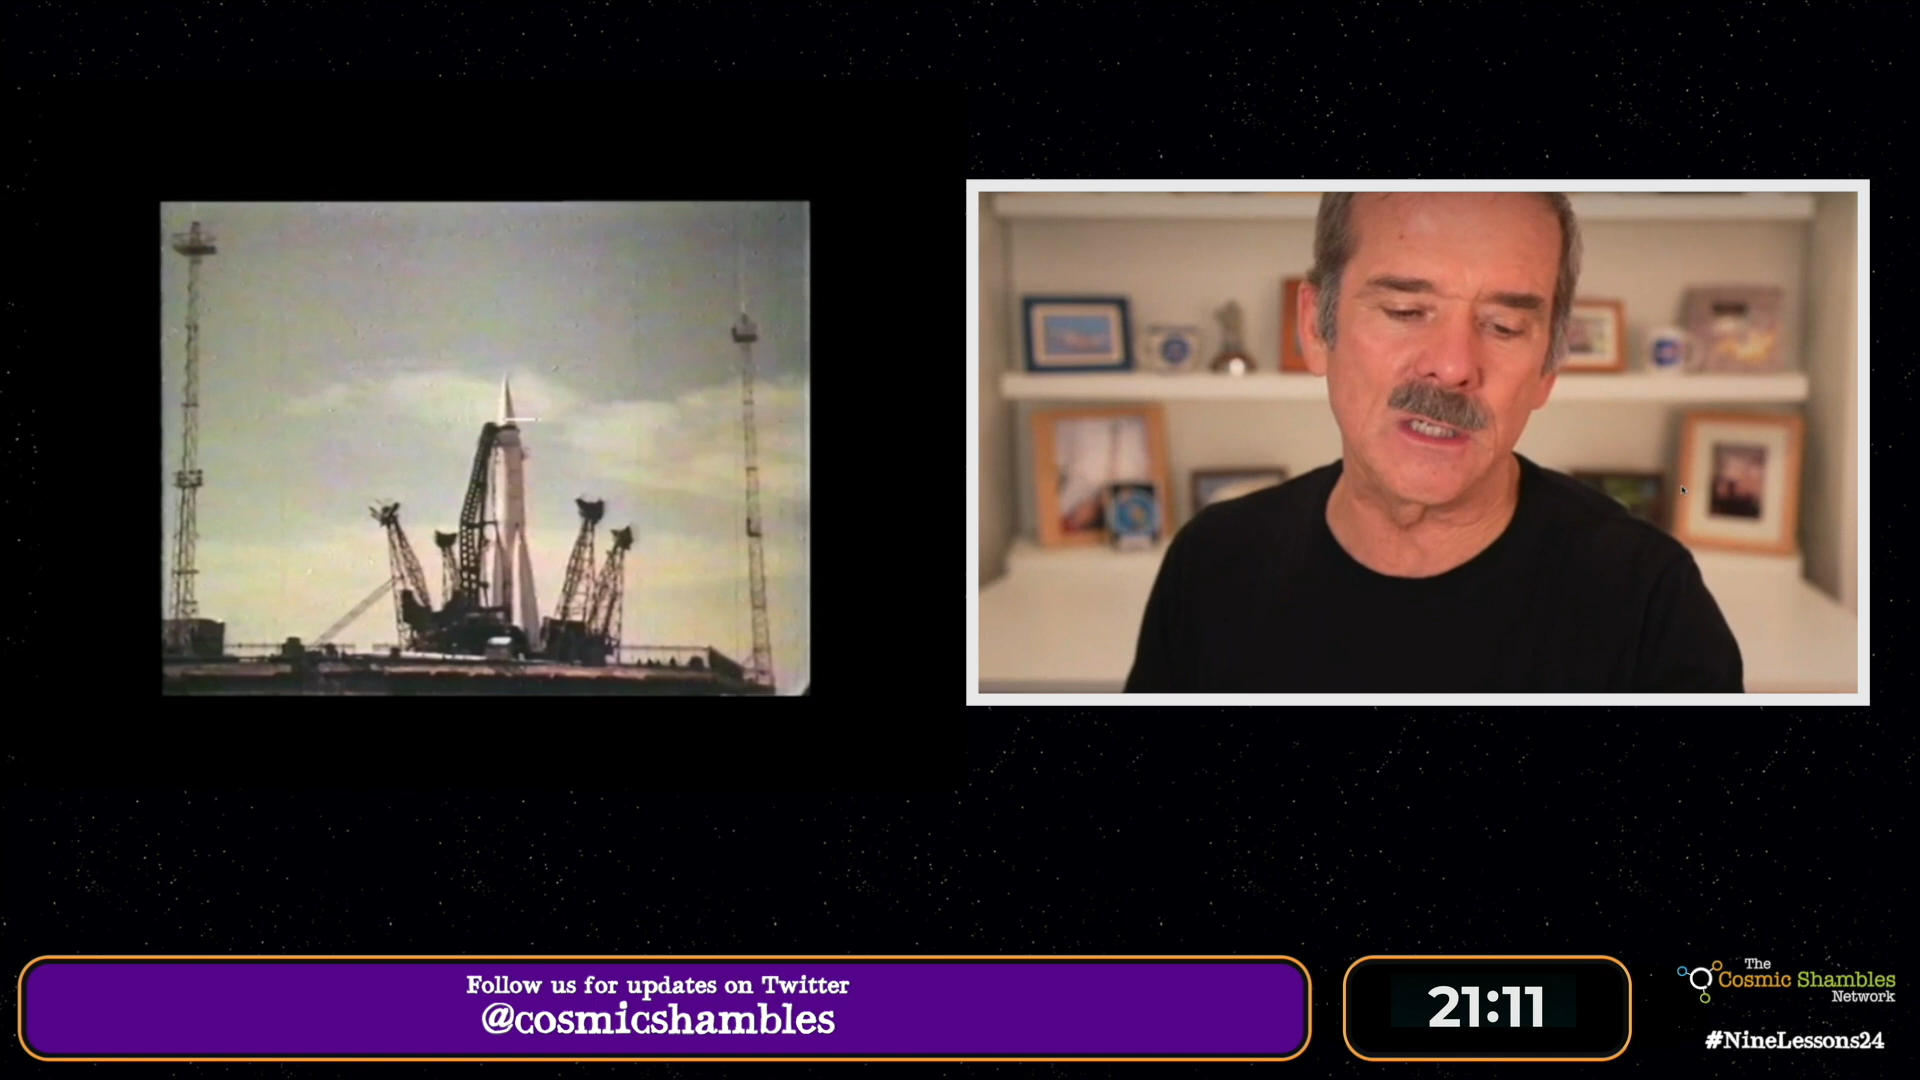 Follow us for updates on Twitter
@cosmicshambles
21:11
The
Cosmic Shambles
Network
#NineLessons24